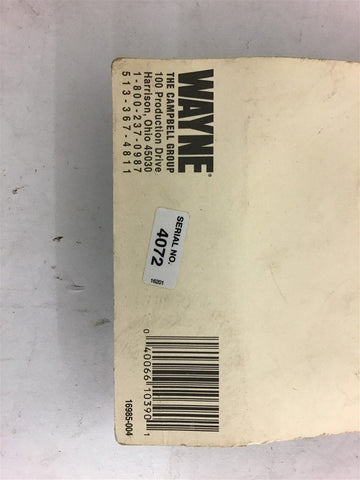 WAYNE®
THE CAMPBELL GROUP
100 Production Drive
Harrison, Ohio 45030
1-800-237-0987
513-367-4811
SERIAL NO.
4072
16201
0 40066 10390 1
16985-004